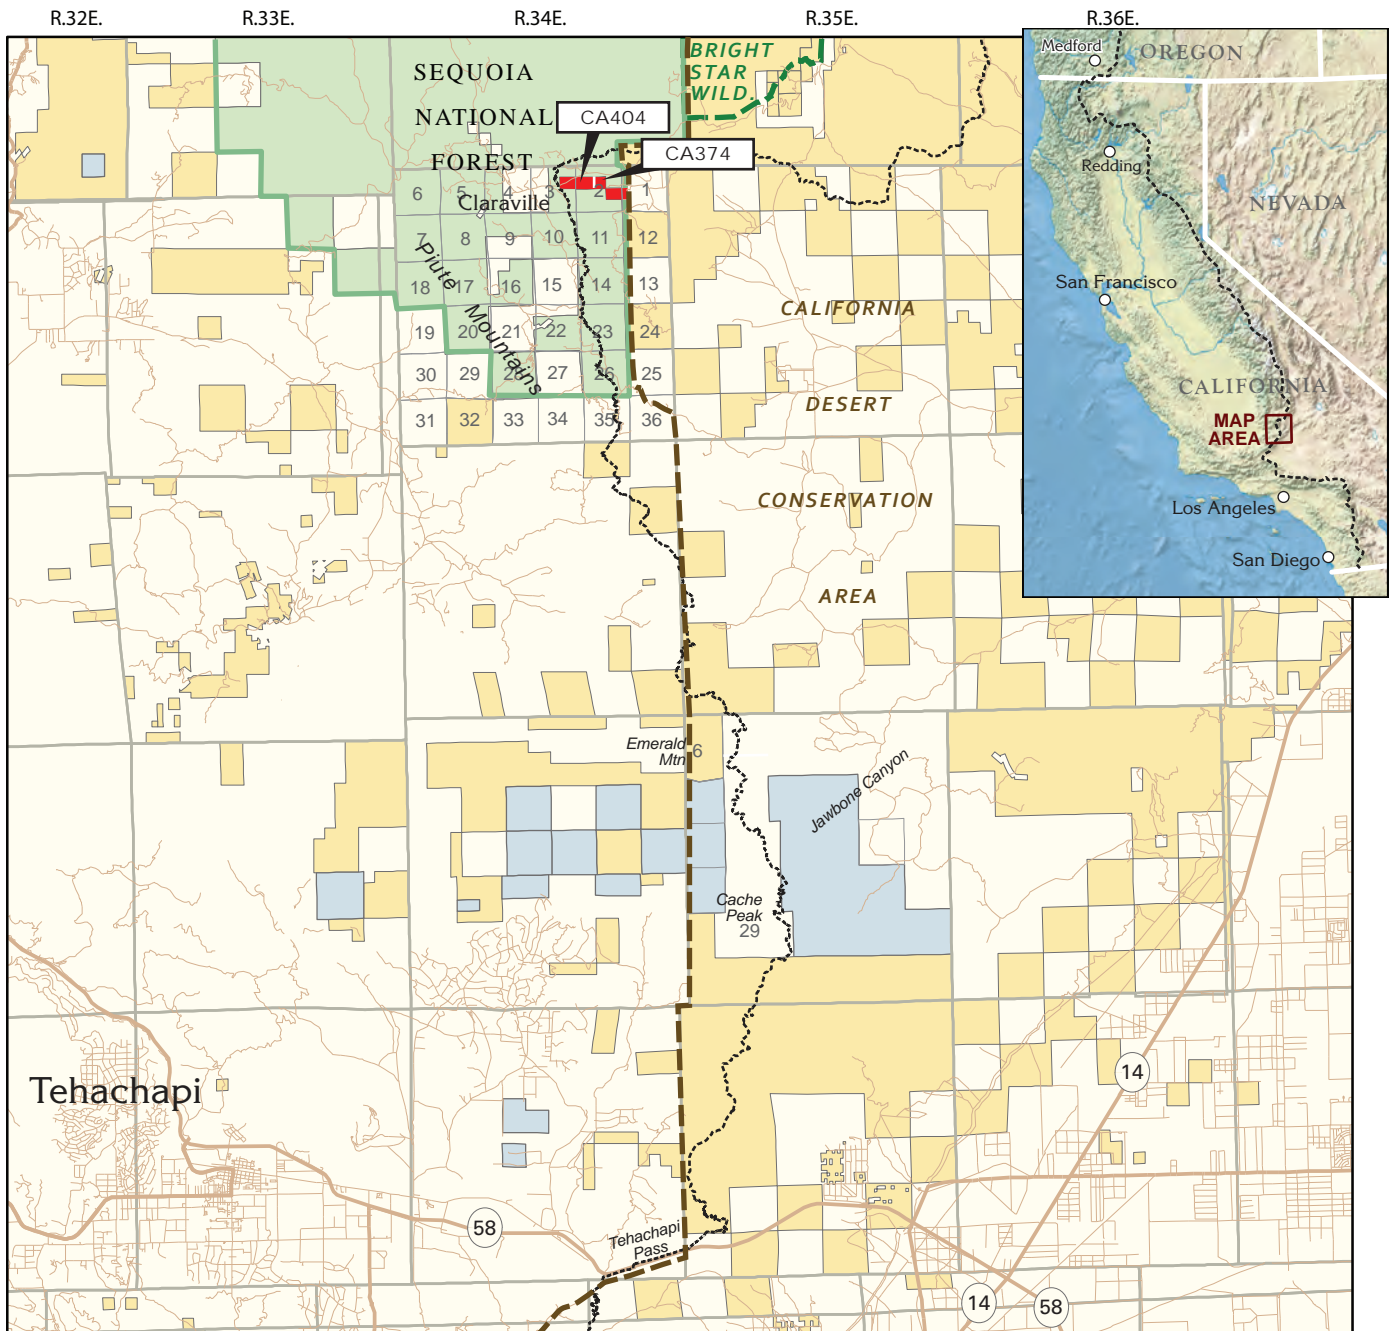 R.32E.
R.33E.
R.34E.
R.35E.
R.36E.
SEQUOIA
NATIONAL
FOREST
BRIGHT
STAR
WILD.
CA404
CA374
Claraville
6
5
4
3
2
1
7
8
9
10
11
12
18
17
16
15
14
13
19
20
21
22
23
24
30
29
28
27
26
25
31
32
33
34
35
36
Piute Mountains
CALIFORNIA
DESERT
CONSERVATION
AREA
Emerald
Mtn
6
Jawbone Canyon
Cache
Peak
29
Tehachapi
14
58
Tehachapi
Pass
14
58
Medford
OREGON
Redding
NEVADA
San Francisco
CALIFORNIA
MAP
AREA
Los Angeles
San Diego